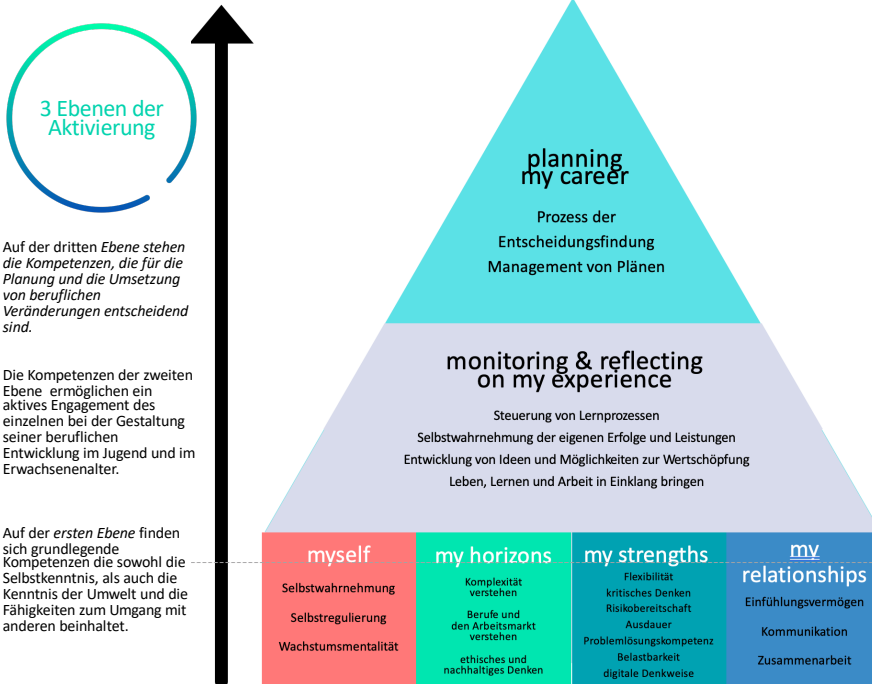 3 Ebenen der
Aktivierung
Auf der dritten Ebene stehen
die Kompetenzen, die für die
Planung und die Umsetzung
von beruflichen
Veränderungen entscheidend
sind.
Die Kompetenzen der zweiten
Ebene ermöglichen ein
aktives Engagement des
einzelnen bei der Gestaltung
seiner beruflichen
Entwicklung im Jugend und im
Erwachsenenalter.
Auf der ersten Ebene finden
sich grundlegende
Kompetenzen die sowohl die
Selbstkenntnis, als auch die
Kenntnis der Umwelt und die
Fähigkeiten zum Umgang mit
anderen beinhaltet.
planning
my career
Prozess der
Entscheidungsfindung
Management von Plänen
monitoring & reflecting
on my experience
Steuerung von Lernprozessen
Selbstwahrnehmung der eigenen Erfolge und Leistungen
Entwicklung von Ideen und Möglichkeiten zur Wertschöpfung
Leben, Lernen und Arbeit in Einklang bringen
myself
Selbstwahrnehmung
Selbstregulierung
Wachstumsmentalität
my horizons
Komplexität
verstehen
Berufe und
den Arbeitsmarkt
verstehen
ethisches und
nachhaltiges Denken
my strengths
Flexibilität
kritisches Denken
Risikobereitschaft
Ausdauer
Problemlösungskompetenz
Belastbarkeit
digitale Denkweise
my
relationships
Einfühlungsvermögen
Kommunikation
Zusammenarbeit